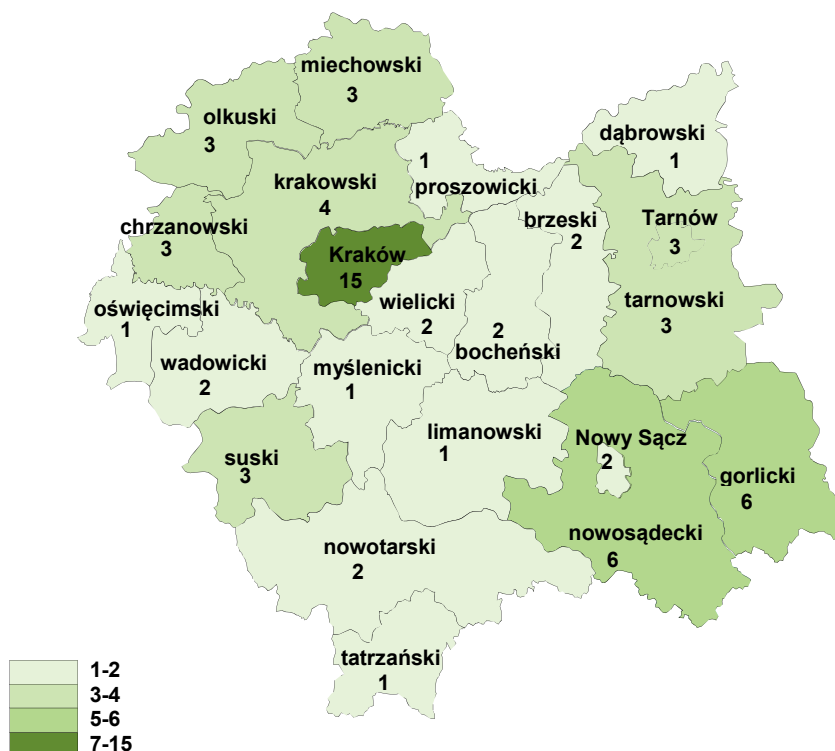 miechowski
3
olkuski
3
dąbrowski
1
1
proszowicki
krakowski
4
chrzanowski
3
brzeski
2
Tarnów
3
Kraków
15
oświęcimski
1
wielicki
2
2
bocheński
tarnowski
3
wadowicki
2
myślenicki
1
limanowski
1
Nowy Sącz
2
suski
3
gorlicki
6
nowosądecki
6
nowotarski
2
tatrzański
1
1-2
3-4
5-6
7-15